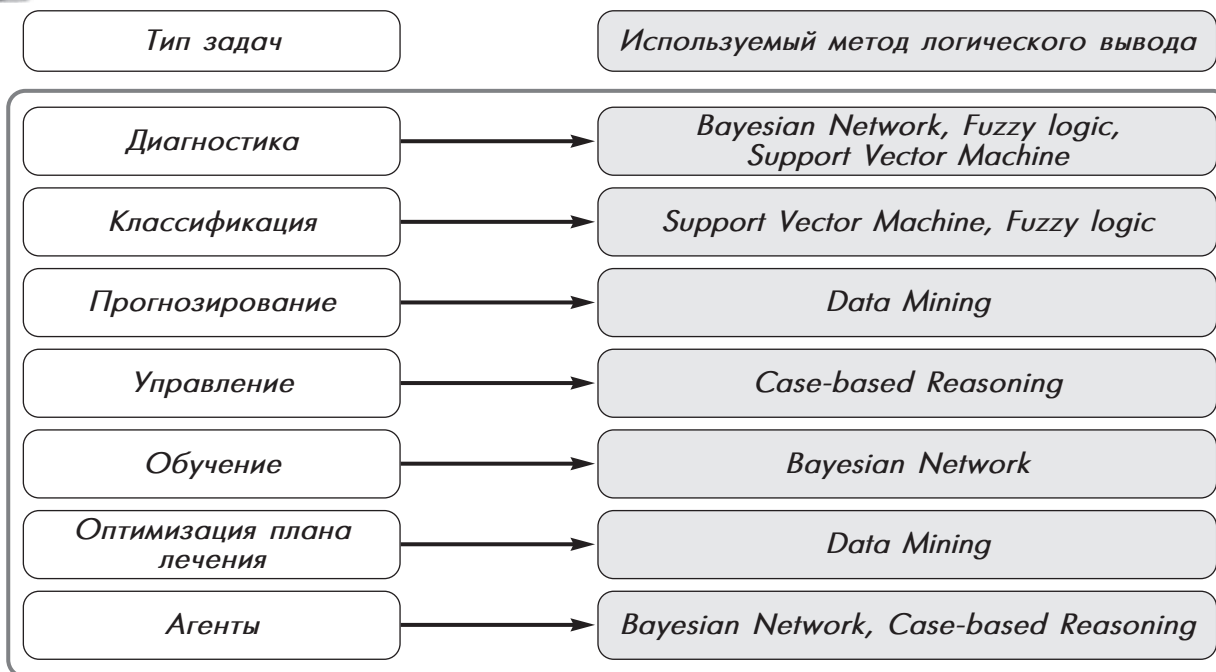 Тип задач
Используемый метод логического вывода
Диагностика
Bayesian Network, Fuzzy logic,
Support Vector Machine
Классификация
Support Vector Machine, Fuzzy logic
Прогнозирование
Data Mining
Управление
Case-based Reasoning
Обучение
Bayesian Network
Оптимизация плана
лечения
Data Mining
Агенты
Bayesian Network, Case-based Reasoning